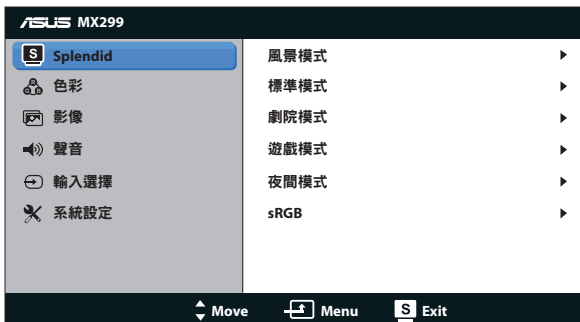 ASUS MX299
S Splendid
色彩
影像
聲音
輸入選擇
系統設定
風景模式
標準模式
劇院模式
遊戲模式
夜間模式
sRGB
Move Menu S Exit